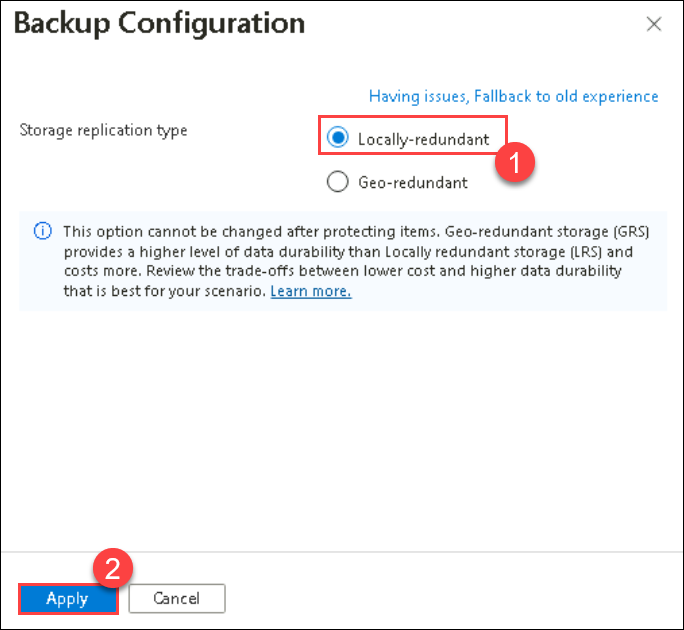 Backup Configuration
Having issues, Fallback to old experience
Storage replication type
Locally-redundant
1
Geo-redundant
This option cannot be changed after protecting items. Geo-redundant storage (GRS)
provides a higher level of data durability than Locally redundant storage (LRS) and
costs more. Review the trade-offs between lower cost and higher data durability
that is best for your scenario. Learn more.
2
Apply
Cancel